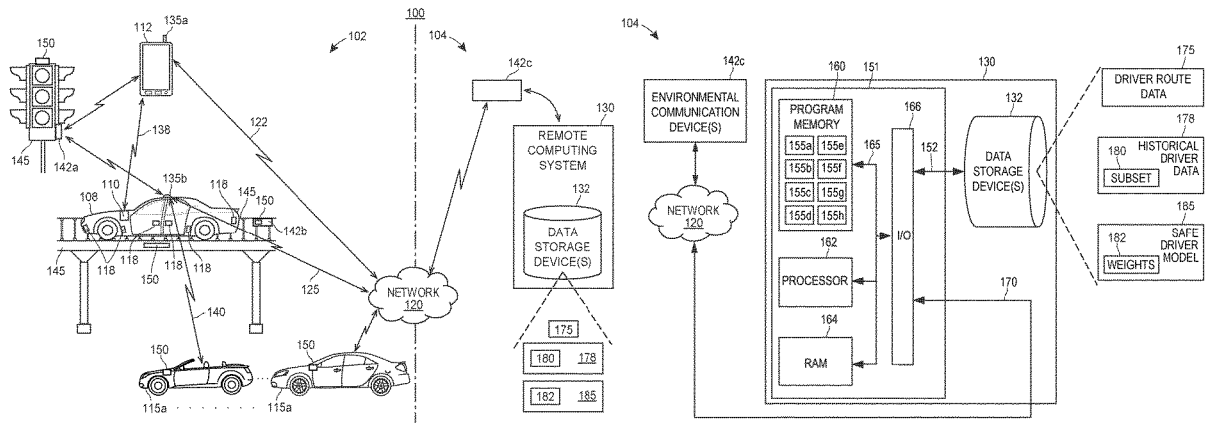 100
135a
112
102
104
150
142c
130
REMOTE
COMPUTING
SYSTEM
132
DATA
STORAGE
DEVICE(S)
138
122
145
142a
135b
110
108
118
145
150
142b
145
118
118
150
118
118
125
NETWORK
120
140
150
150
115a
115a
175
180
178
182
185
104
142c
ENVIRONMENTAL
COMMUNICATION
DEVICE(S)
NETWORK
120
160
151
130
PROGRAM
MEMORY
155a
155e
155b
155f
155c
155g
155d
155h
165
166
152
132
DATA
STORAGE
DEVICE(S)
162
PROCESSOR
I/O
164
RAM
170
175
DRIVER ROUTE
DATA
178
180
HISTORICAL
DRIVER DATA
SUBSET
185
182
SAFE
DRIVER
MODEL
WEIGHTS